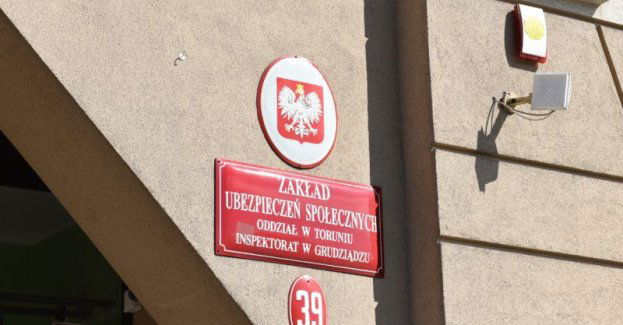 ZAKŁAD
UBEZPIECZEŃ SPOŁECZNYCH
ODDZIAŁ W TORUNIU
INSPEKTORAT W GRUDZIĄDZU
39